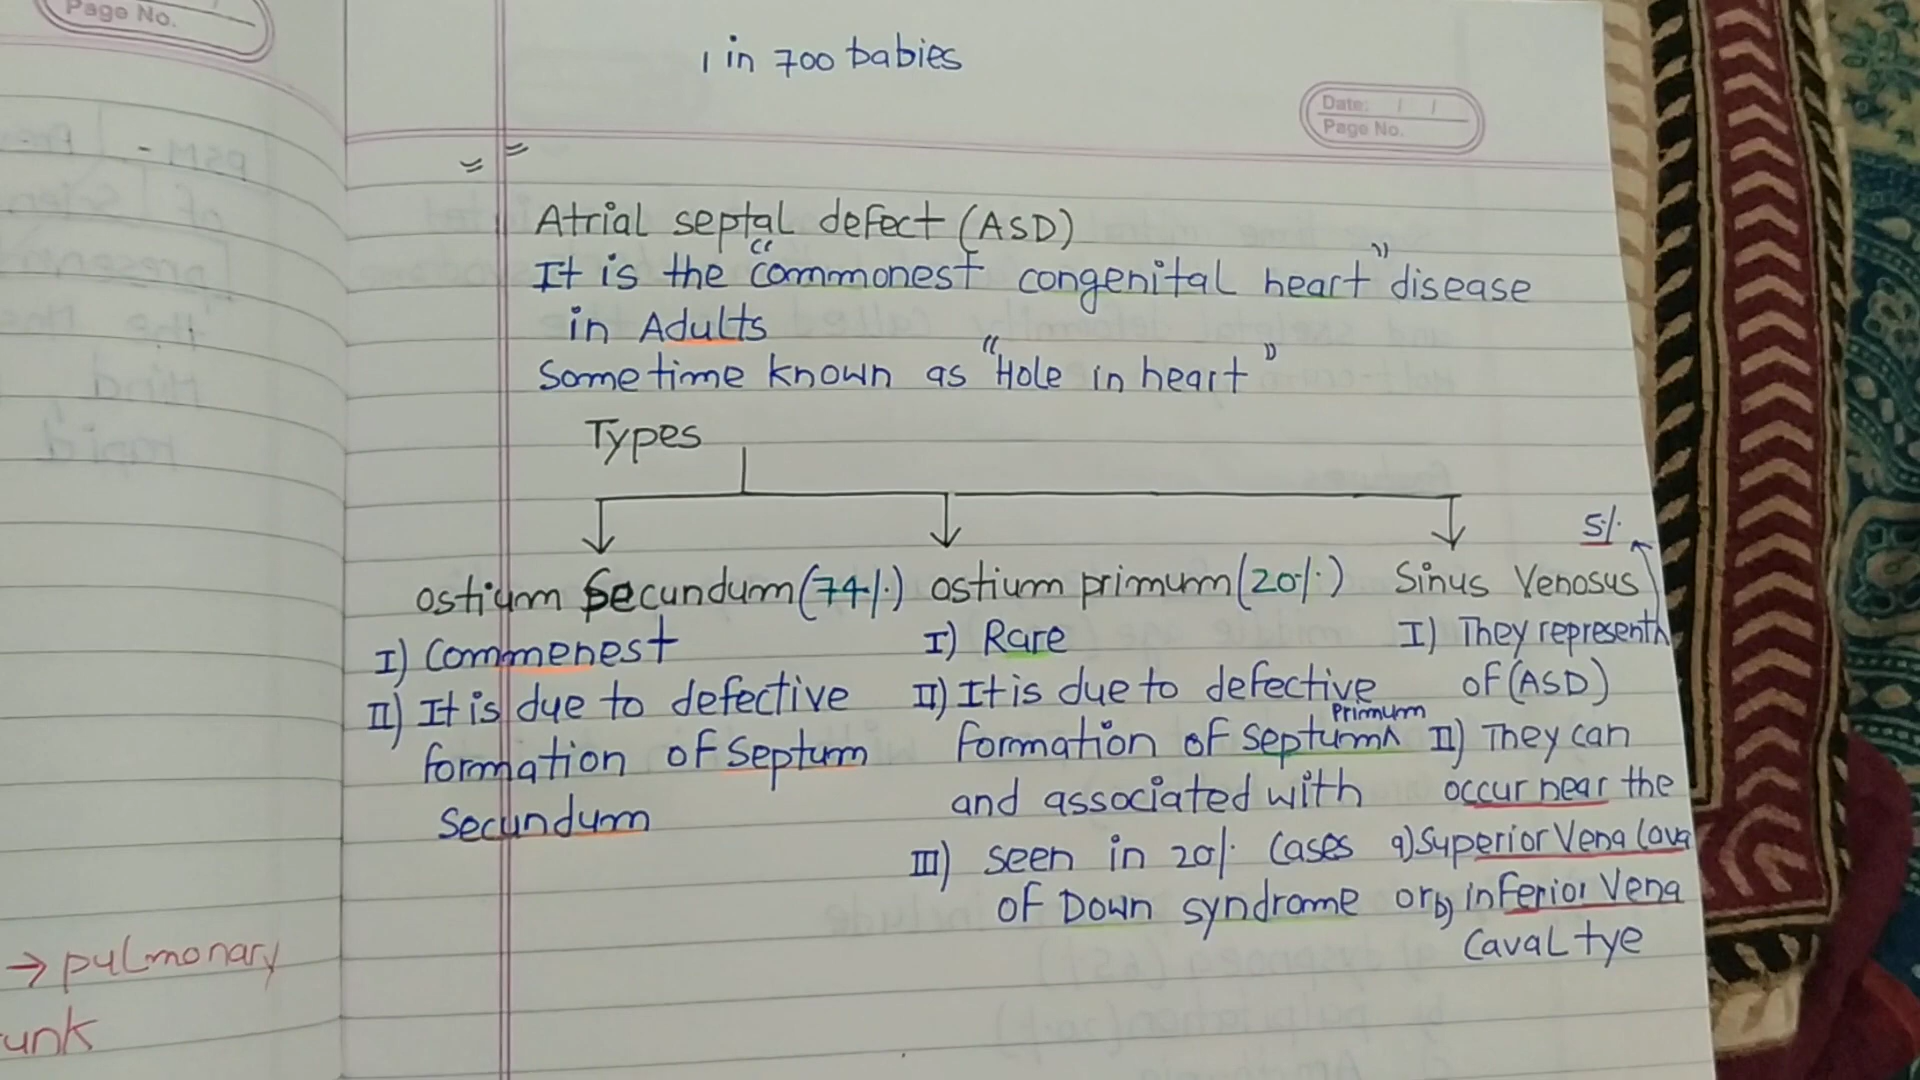 Page No.
1 in 700 babies
Date: / /
Page No.
Atrial septal defect (ASD)
It is the "commonest congenital heart" disease
in Adults
Sometime known as "Hole in heart"
Types
5%
ostium Secundum (74%) ostium primum (20%) Sinus Venosus
I) Commenest
II) It is due to defective
formation of Septum
Secundum
I) Rare
II) It is due to defective
formation of septum primum
and associated with
III) seen in 20% Cases
of Down syndrome
I) They represent
of (ASD)
II) They can
occur near the
a) Superior Vena Cava
or b) inferior Vena
Caval tye
→ pulmonary
unk